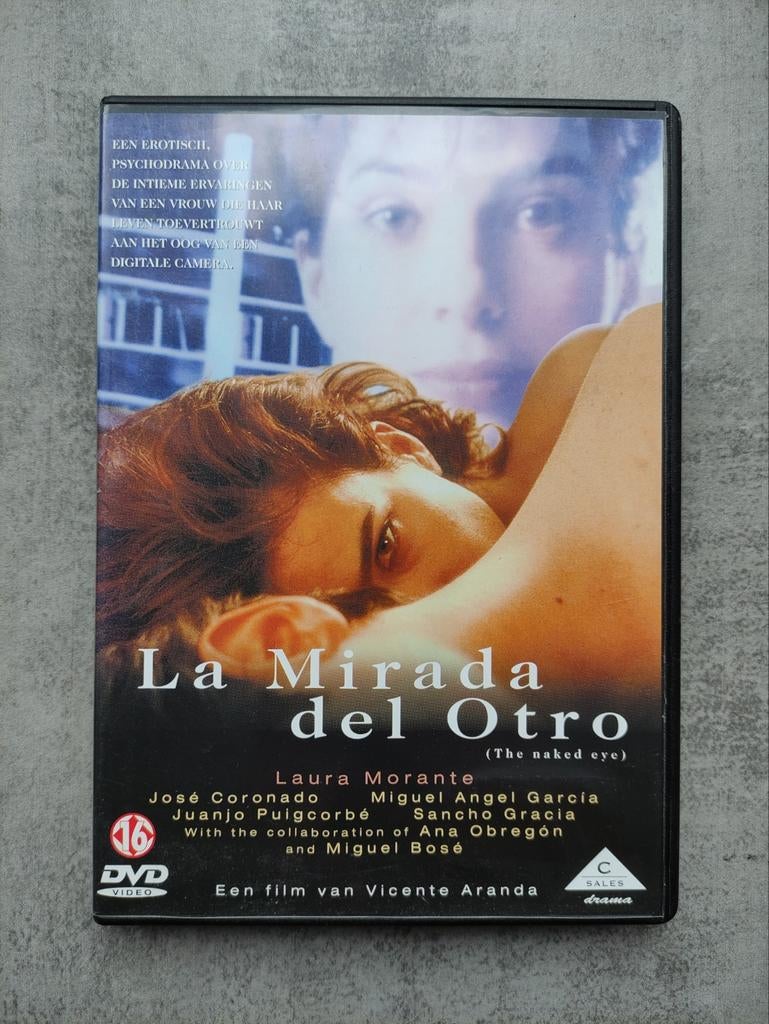 EEN EROTISCH,
PSYCHODRAMA OVER
DE INTIEME ERVARINGEN
VAN EEN VROUW DIE HAAR
LEVEN TOEVERTROUWT
AAN HET OOG VAN EEN
DIGITALE CAMERA.
La Mirada
del Otro
(The naked eye)
Laura Morante
José Coronado Miguel Angel García
Juanjo Puigcorbé Sancho Gracia
With the collaboration of Ana Obregón
and Miguel Bosé
16
DVD
VIDEO
Een film van Vicente Aranda
C
SALES
drama